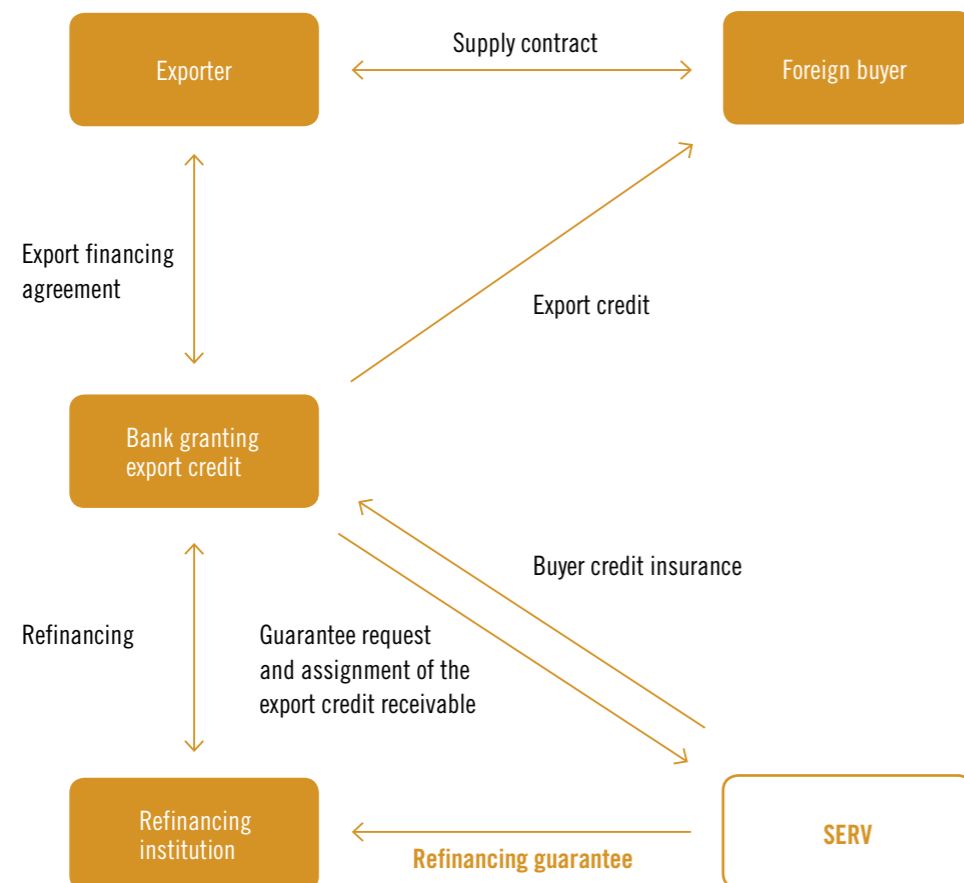 Supply contract
Exporter
Foreign buyer
Export financing
agreement
Export credit
Bank granting
export credit
Buyer credit insurance
Refinancing
Guarantee request
and assignment of the
export credit receivable
Refinancing
institution
SERV
Refinancing guarantee